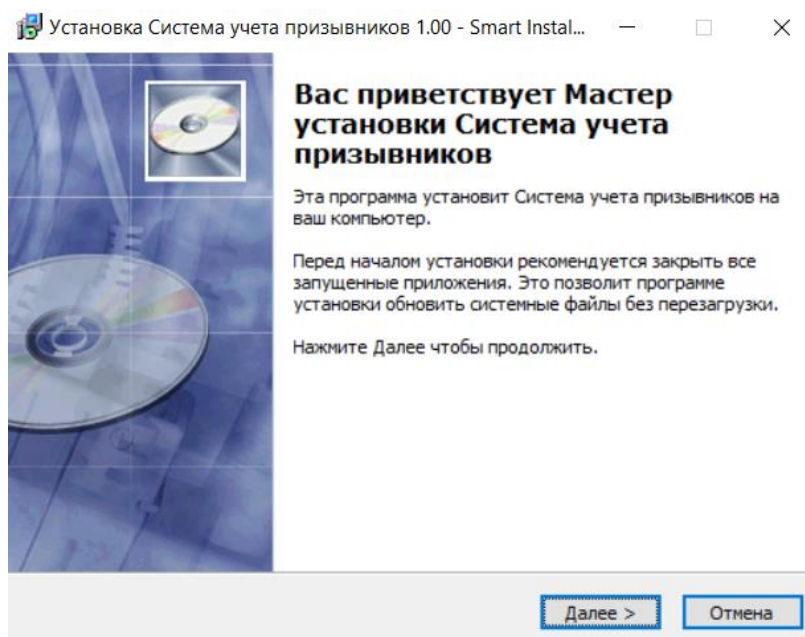 Установка Система учета призывников 1.00 - Smart Instal...
Вас приветствует Мастер
установки Система учета
призывников
Эта программа установит Система учета призывников на
ваш компьютер.
Перед началом установки рекомендуется закрыть все
запущенные приложения. Это позволит программе
установки обновить системные файлы без перезагрузки.
Нажмите Далее чтобы продолжить.
Далее >
Отмена